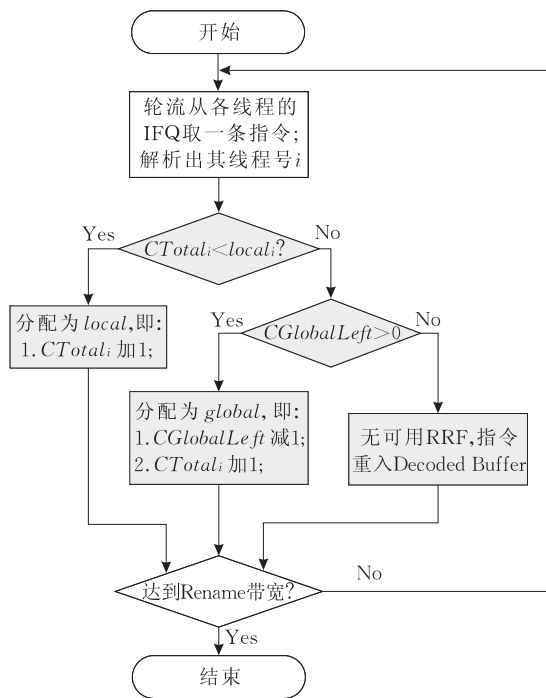 开始
轮流从各线程的
IFQ取一条指令;
解析出其线程号i
CTotali<locali?
Yes
No
分配为local,即:
1.CTotali加1;
CGlobalLeft>0
Yes
No
分配为global,即:
1.CGlobalLeft减1;
2.CTotali加1;
无可用RRF,指令
重入Decoded Buffer
达到Rename带宽?
No
Yes
结束